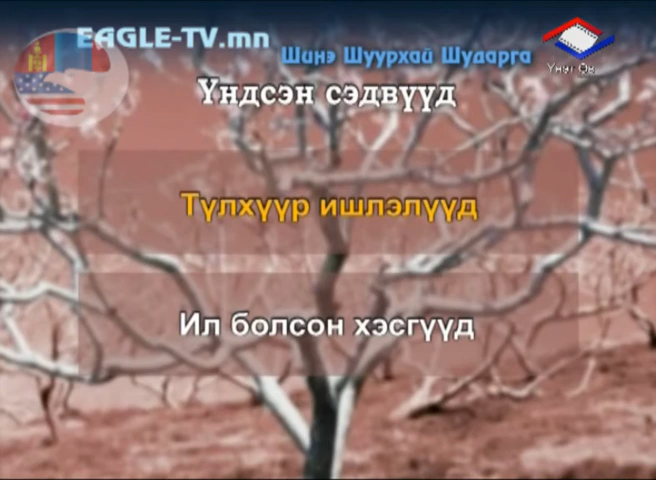 EAGLE-TV.mn
Шинэ Шуурхай Шударга
Үндсэн сэдвүүд
Түлхүүр ишлэлүүд
Ил болсон хэсгүүд